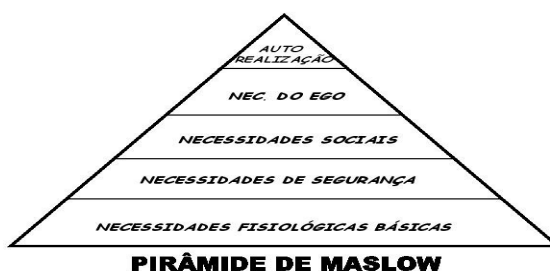 AUTO
REALIZAÇÃO
NEC. DO EGO
NECESSIDADES SOCIAIS
NECESSIDADES DE SEGURANÇA
NECESSIDADES FISIOLÓGICAS BÁSICAS
PIRÂMIDE DE MASLOW